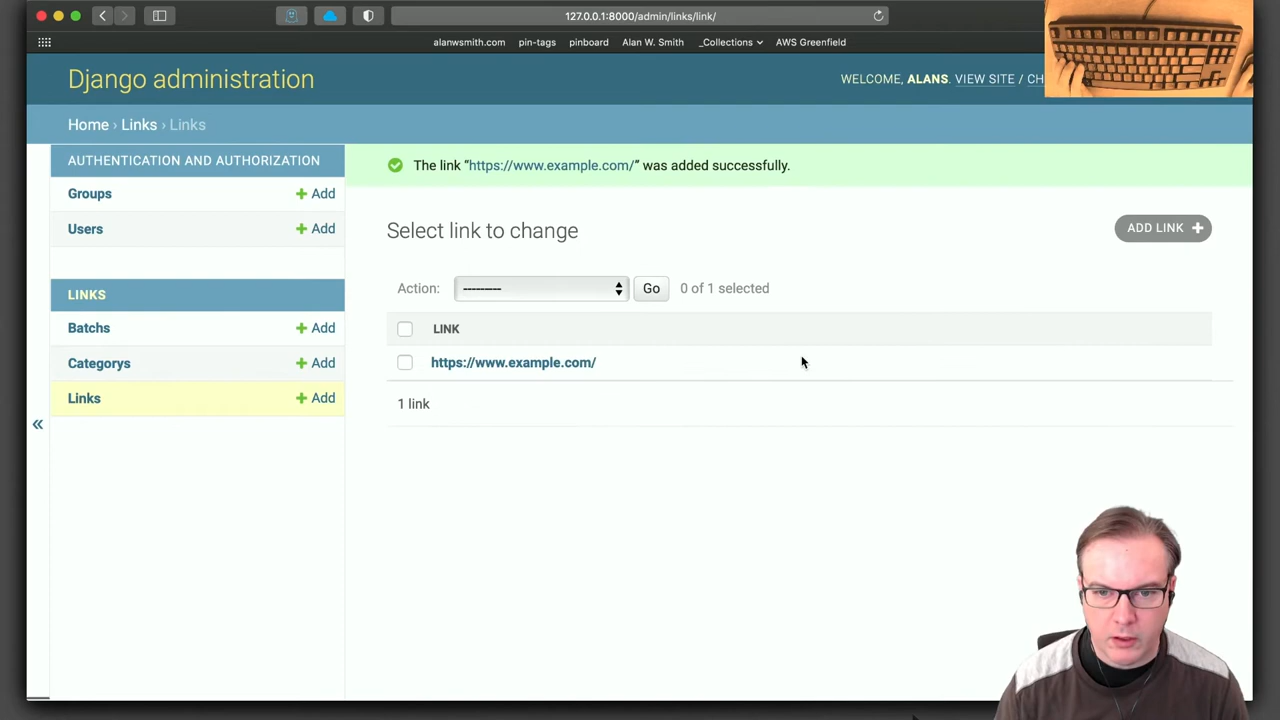 127.0.0.1:8000/admin/links/link/
alanwsmith.com pin-tags pinboard Alan W. Smith _Collections AWS Greenfield
Django administration
WELCOME, ALANS. VIEW SITE / CH
Home › Links › Links
AUTHENTICATION AND AUTHORIZATION
Groups + Add
Users + Add
LINKS
Batchs + Add
Categorys + Add
Links + Add
«
The link “https://www.example.com/” was added successfully.
Select link to change
ADD LINK +
Action: --------- Go 0 of 1 selected
LINK
https://www.example.com/
1 link